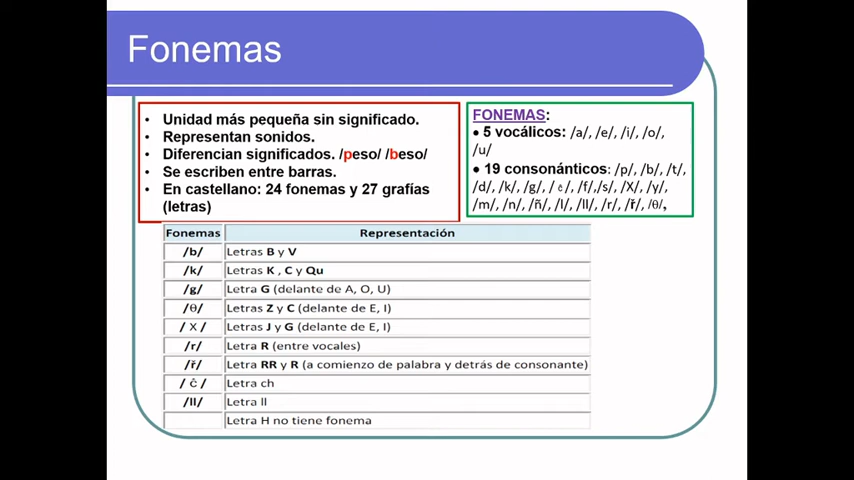 Fonemas
• Unidad más pequeña sin significado.
• Representan sonidos.
• Diferencian significados. /peso/ /beso/
• Se escriben entre barras.
• En castellano: 24 fonemas y 27 grafías
(letras)
FONEMAS:
• 5 vocálicos: /a/, /e/, /i/, /o/,
/u/
• 19 consonánticos: /p/, /b/, /t/,
/d/, /k/, /g/, /ĉ/, /f/,/s/, /X/, /y/,
/m/, /n/, /ñ/, /l/, /ll/, /r/, /r̆/, /θ/,
Fonemas Representación
/b/ Letras B y V
/k/ Letras K , C y Qu
/g/ Letra G (delante de A, O, U)
/θ/ Letras Z y C (delante de E, I)
/ X / Letras J y G (delante de E, I)
/r/ Letra R (entre vocales)
/r̆/ Letra RR y R (a comienzo de palabra y detrás de consonante)
/ ĉ / Letra ch
/ll/ Letra ll
Letra H no tiene fonema